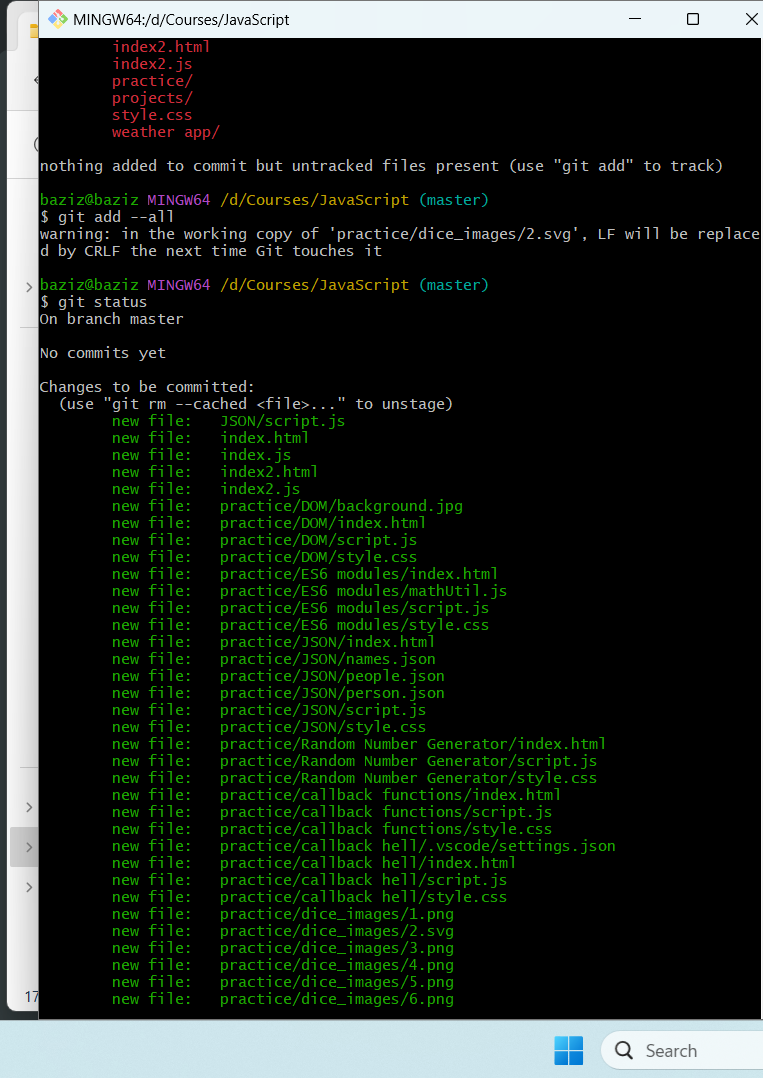 MINGW64:/d/Courses/JavaScript
index2.html
index2.js
practice/
projects/
style.css
weather app/
nothing added to commit but untracked files present (use "git add" to track)
baziz@baziz MINGW64 /d/Courses/JavaScript (master)
$ git add --all
warning: in the working copy of 'practice/dice_images/2.svg', LF will be replace
d by CRLF the next time Git touches it
baziz@baziz MINGW64 /d/Courses/JavaScript (master)
$ git status
On branch master
No commits yet
Changes to be committed:
(use "git rm --cached <file>..." to unstage)
new file: JSON/script.js
new file: index.html
new file: index.js
new file: index2.html
new file: index2.js
new file: practice/DOM/background.jpg
new file: practice/DOM/index.html
new file: practice/DOM/script.js
new file: practice/DOM/style.css
new file: practice/ES6 modules/index.html
new file: practice/ES6 modules/mathUtil.js
new file: practice/ES6 modules/script.js
new file: practice/ES6 modules/style.css
new file: practice/JSON/index.html
new file: practice/JSON/names.json
new file: practice/JSON/people.json
new file: practice/JSON/person.json
new file: practice/JSON/script.js
new file: practice/JSON/style.css
new file: practice/Random Number Generator/index.html
new file: practice/Random Number Generator/script.js
new file: practice/Random Number Generator/style.css
new file: practice/callback functions/index.html
new file: practice/callback functions/script.js
new file: practice/callback functions/style.css
new file: practice/callback hell/.vscode/settings.json
new file: practice/callback hell/index.html
new file: practice/callback hell/script.js
new file: practice/callback hell/style.css
new file: practice/dice_images/1.png
new file: practice/dice_images/2.svg
new file: practice/dice_images/3.png
new file: practice/dice_images/4.png
new file: practice/dice_images/5.png
new file: practice/dice_images/6.png
17
Search